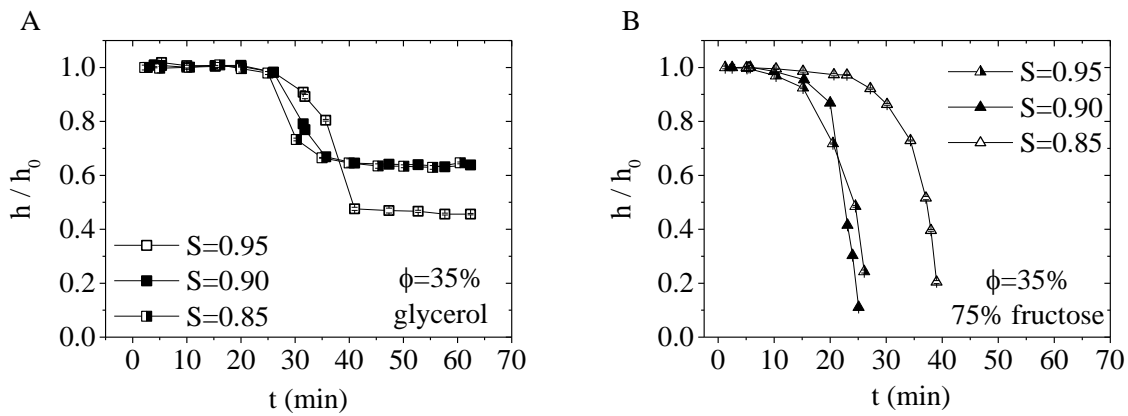 A
h / h0
1.0
0.8
0.6
0.4
0.2
0.0
S=0.95
S=0.90
S=0.85
ϕ=35%
glycerol
0 10 20 30 40 50 60 70
t (min)
B
h / h0
1.0
0.8
0.6
0.4
0.2
0.0
S=0.95
S=0.90
S=0.85
ϕ=35%
75% fructose
0 10 20 30 40 50 60 70
t (min)